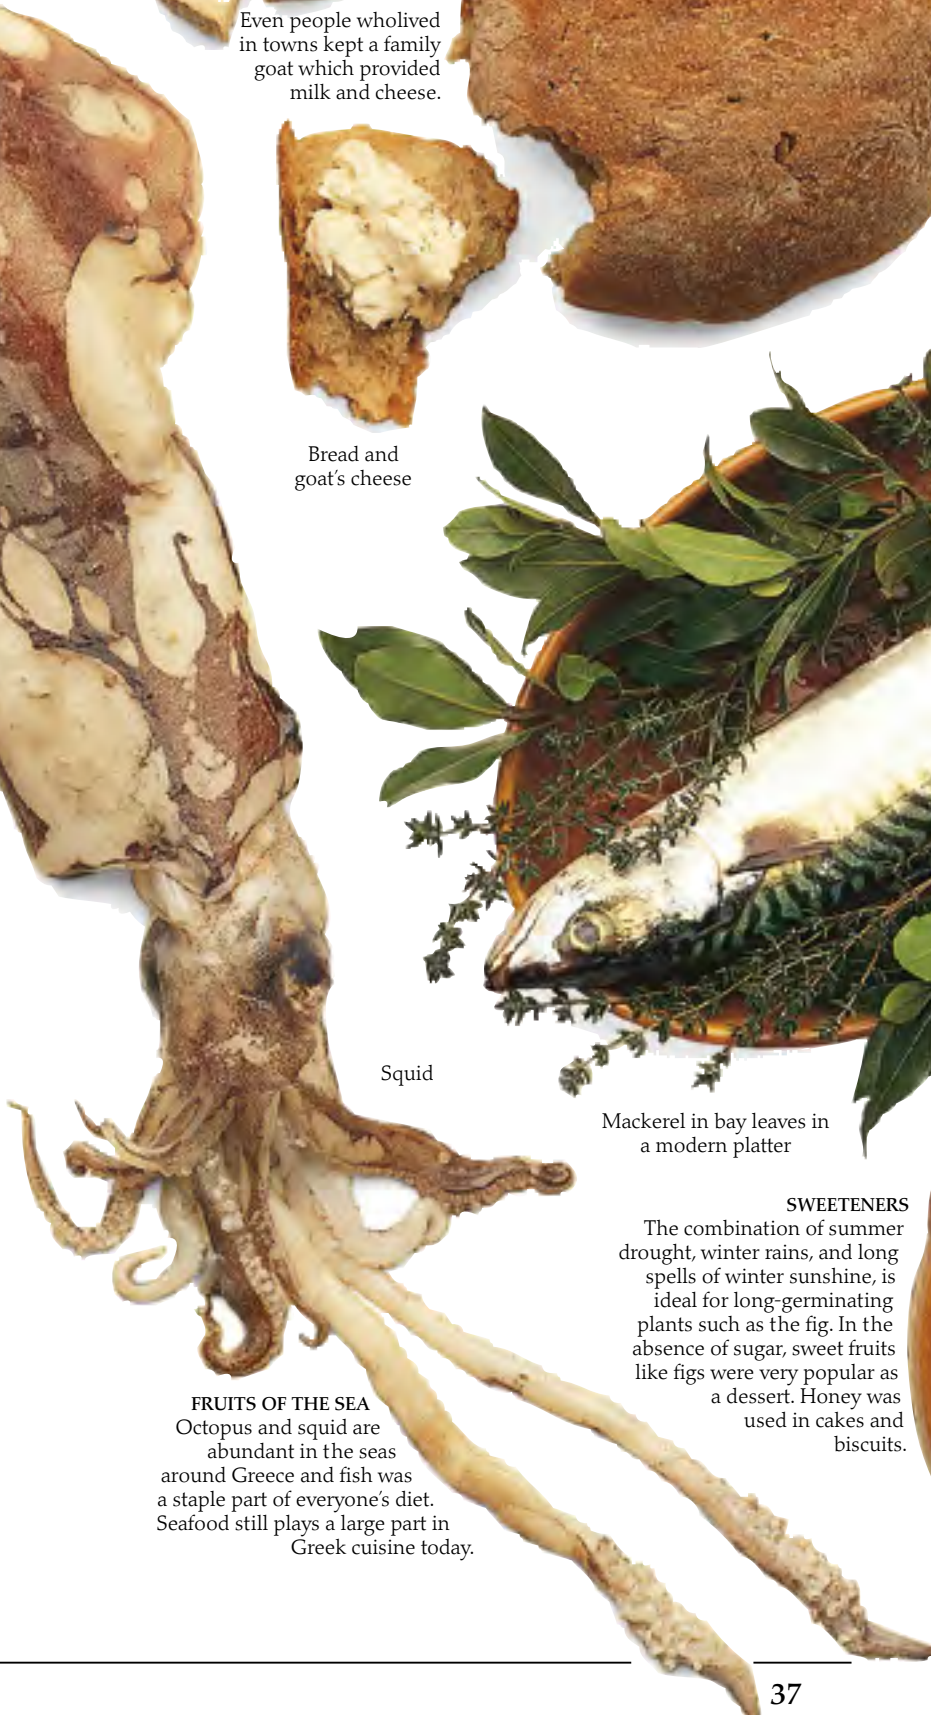 Even people wholived
in towns kept a family
goat which provided
milk and cheese.
Bread and
goat’s cheese
Squid
Mackerel in bay leaves in
a modern platter
SWEETENERS
The combination of summer
drought, winter rains, and long
spells of winter sunshine, is
ideal for long-germinating
plants such as the fig. In the
absence of sugar, sweet fruits
like figs were very popular as
a dessert. Honey was
used in cakes and
biscuits.
FRUITS OF THE SEA
Octopus and squid are
abundant in the seas
around Greece and fish was
a staple part of everyone’s diet.
Seafood still plays a large part in
Greek cuisine today.
37